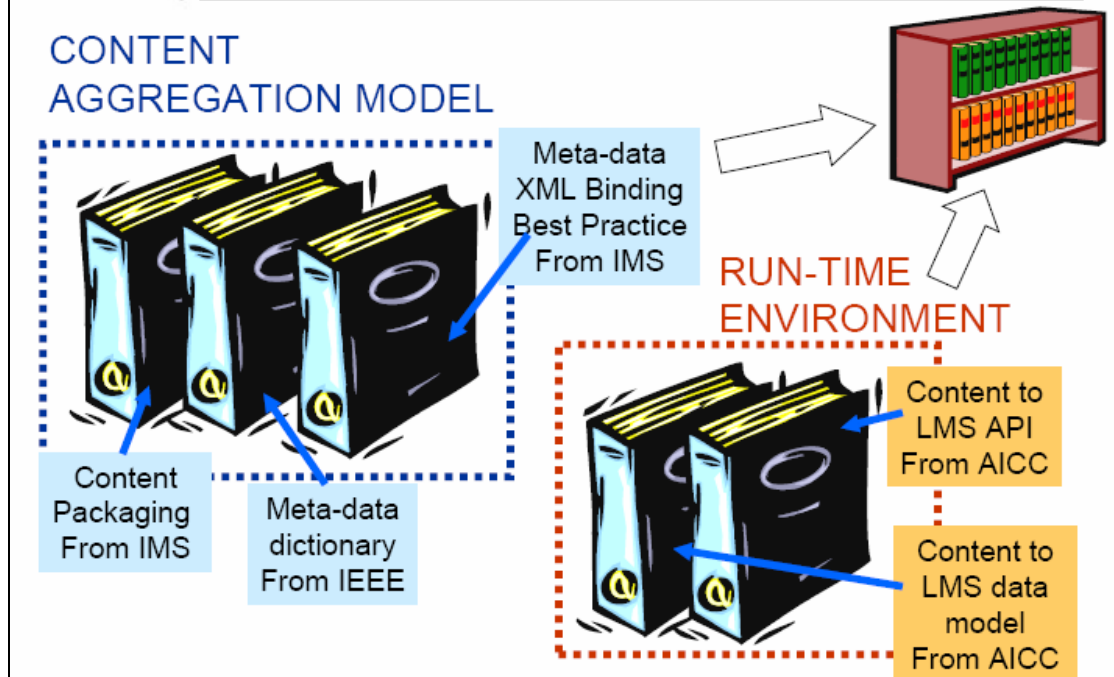 CONTENT
AGGREGATION MODEL
Meta-data
XML Binding
Best Practice
From IMS
Content
Packaging
From IMS
Meta-data
dictionary
From IEEE
RUN-TIME
ENVIRONMENT
Content to
LMS API
From AICC
Content to
LMS data
model
From AICC